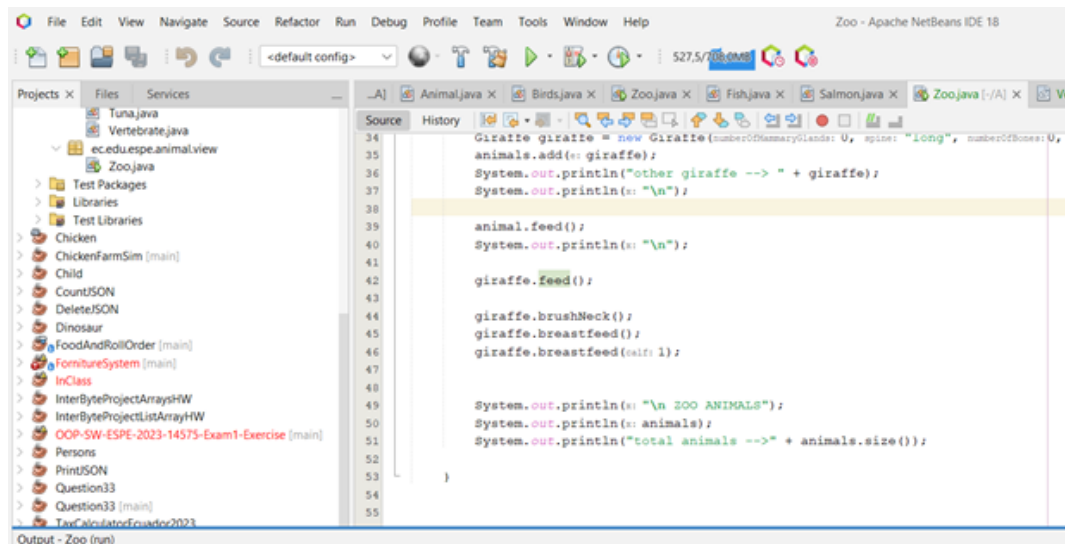 File Edit View Navigate Source Refactor Run Debug Profile Team Tools Window Help Zoo - Apache NetBeans IDE 18
<default config> 527,5/708,0MB
Projects × Files Services
Tuna.java
Vertebrate.java
ec.edu.espe.animal.view
Zoo.java
Test Packages
Libraries
Test Libraries
Chicken
ChickenFarmSim [main]
Child
CountJSON
DeleteJSON
Dinosaur
FoodAndRollOrder [main]
FornitureSystem [main]
InClass
InterByteProjectArraysHW
InterByteProjectListArrayHW
OOP-SW-ESPE-2023-14575-Exam1-Exercise [main]
Persons
PrintJSON
Question33
Question33 [main]
TaxCalculatorEcuador2023
...A] Animal.java × Birds.java × Zoo.java × Fish.java × Salmon.java × Zoo.java [-/A] × V
Source History
34 Giraffe giraffe = new Giraffe(numberOfMammaryGlands: 0, spine: "long", numberOfBones: 0,
35 animals.add(e: giraffe);
36 System.out.println("other giraffe --> " + giraffe);
37 System.out.println(x: "\n");
38
39 animal.feed();
40 System.out.println(x: "\n");
41
42 giraffe.feed();
43
44 giraffe.brushNeck();
45 giraffe.breastfeed();
46 giraffe.breastfeed(calf: 1);
47
48
49 System.out.println(x: "\n ZOO ANIMALS");
50 System.out.println(x: animals);
51 System.out.println("total animals -->" + animals.size());
52
53 }
54
55
Output - Zoo (run)